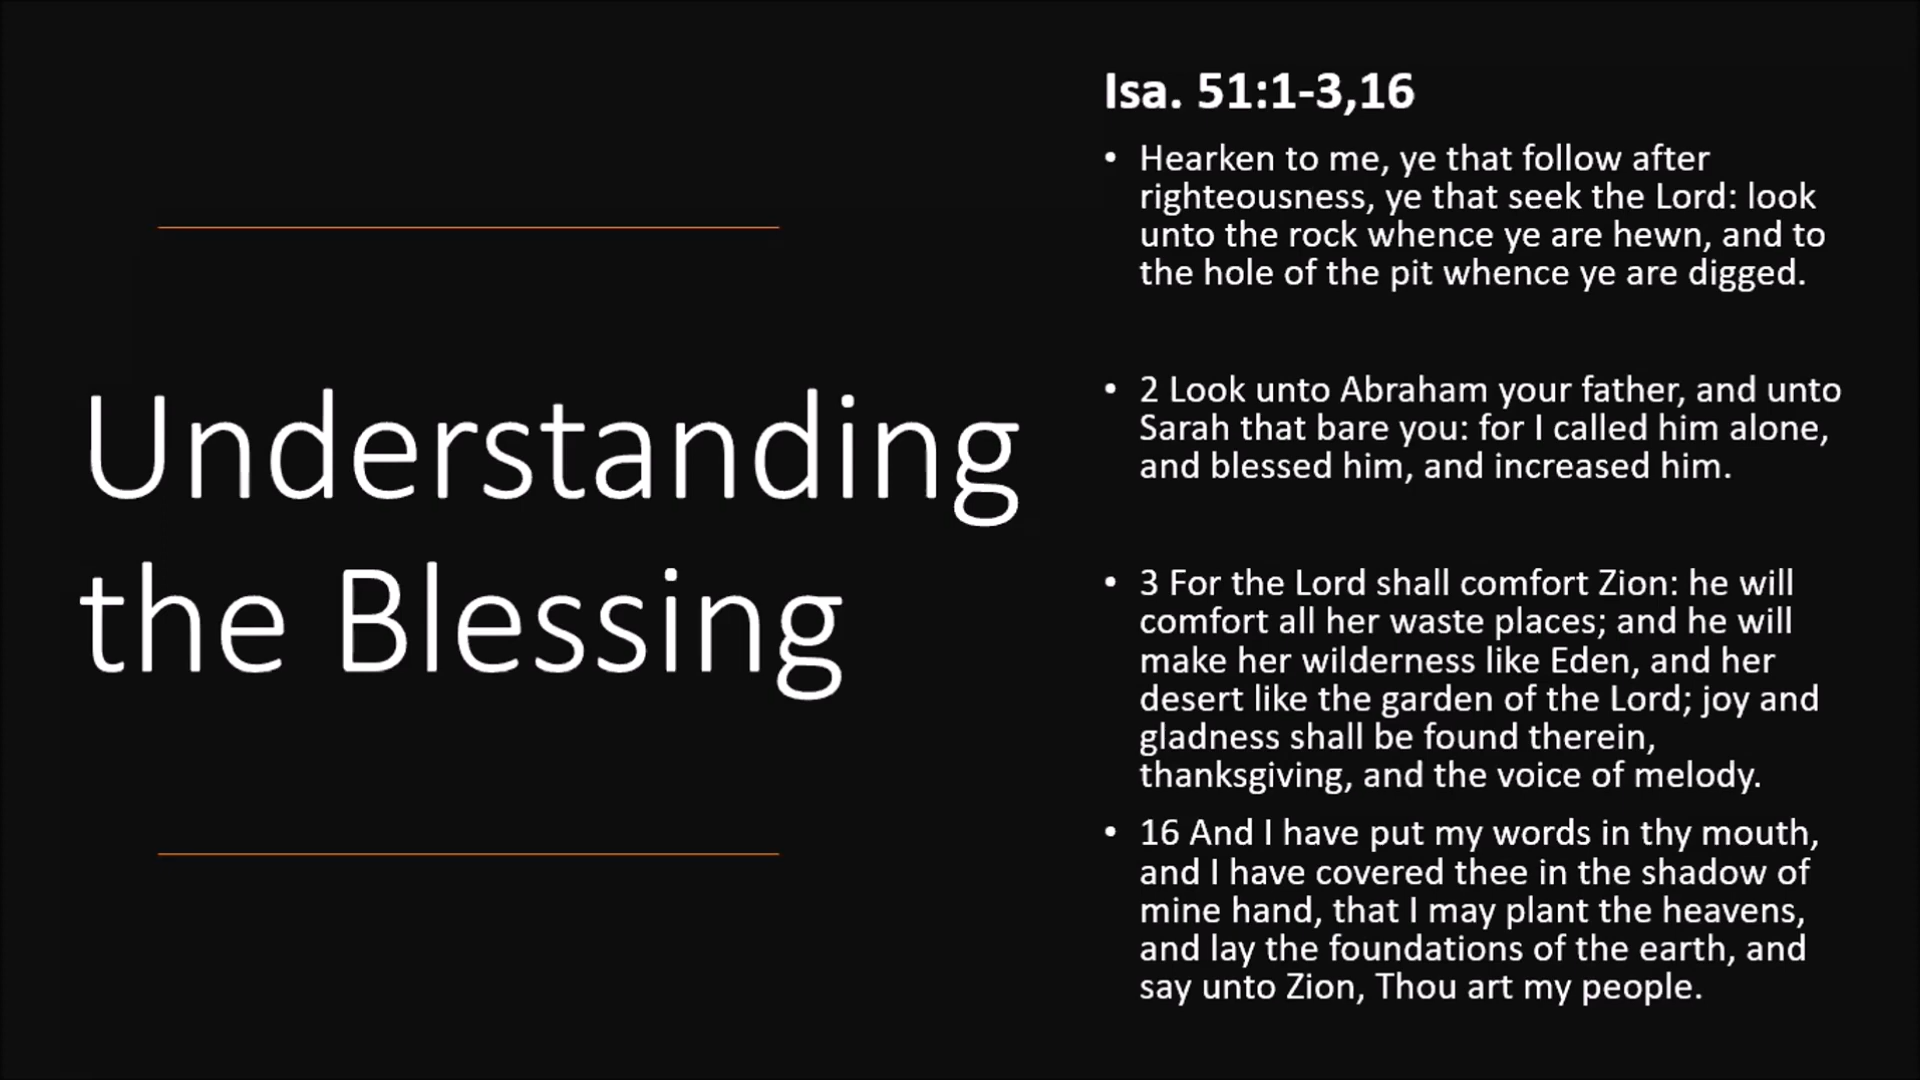 Understanding
the Blessing
Isa. 51:1-3,16
• Hearken to me, ye that follow after
righteousness, ye that seek the Lord: look
unto the rock whence ye are hewn, and to
the hole of the pit whence ye are digged.
• 2 Look unto Abraham your father, and unto
Sarah that bare you: for I called him alone,
and blessed him, and increased him.
• 3 For the Lord shall comfort Zion: he will
comfort all her waste places; and he will
make her wilderness like Eden, and her
desert like the garden of the Lord; joy and
gladness shall be found therein,
thanksgiving, and the voice of melody.
• 16 And I have put my words in thy mouth,
and I have covered thee in the shadow of
mine hand, that I may plant the heavens,
and lay the foundations of the earth, and
say unto Zion, Thou art my people.